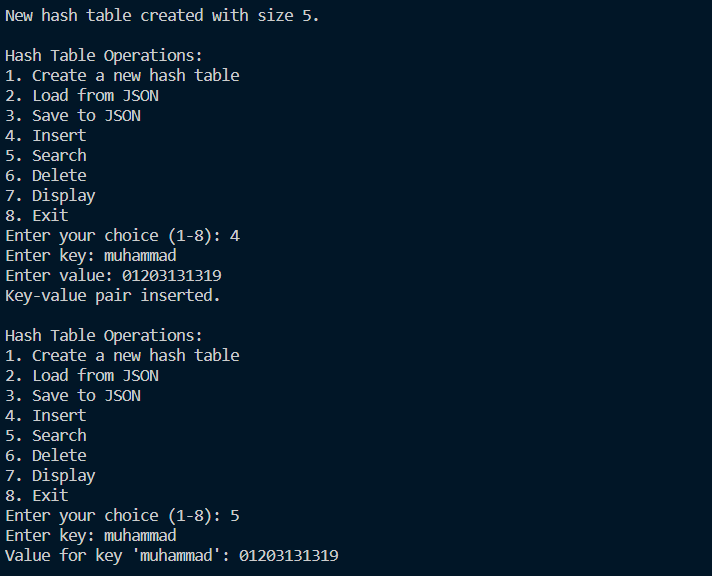 New hash table created with size 5.
Hash Table Operations:
1. Create a new hash table
2. Load from JSON
3. Save to JSON
4. Insert
5. Search
6. Delete
7. Display
8. Exit
Enter your choice (1-8): 4
Enter key: muhammad
Enter value: 01203131319
Key-value pair inserted.
Hash Table Operations:
1. Create a new hash table
2. Load from JSON
3. Save to JSON
4. Insert
5. Search
6. Delete
7. Display
8. Exit
Enter your choice (1-8): 5
Enter key: muhammad
Value for key 'muhammad': 01203131319